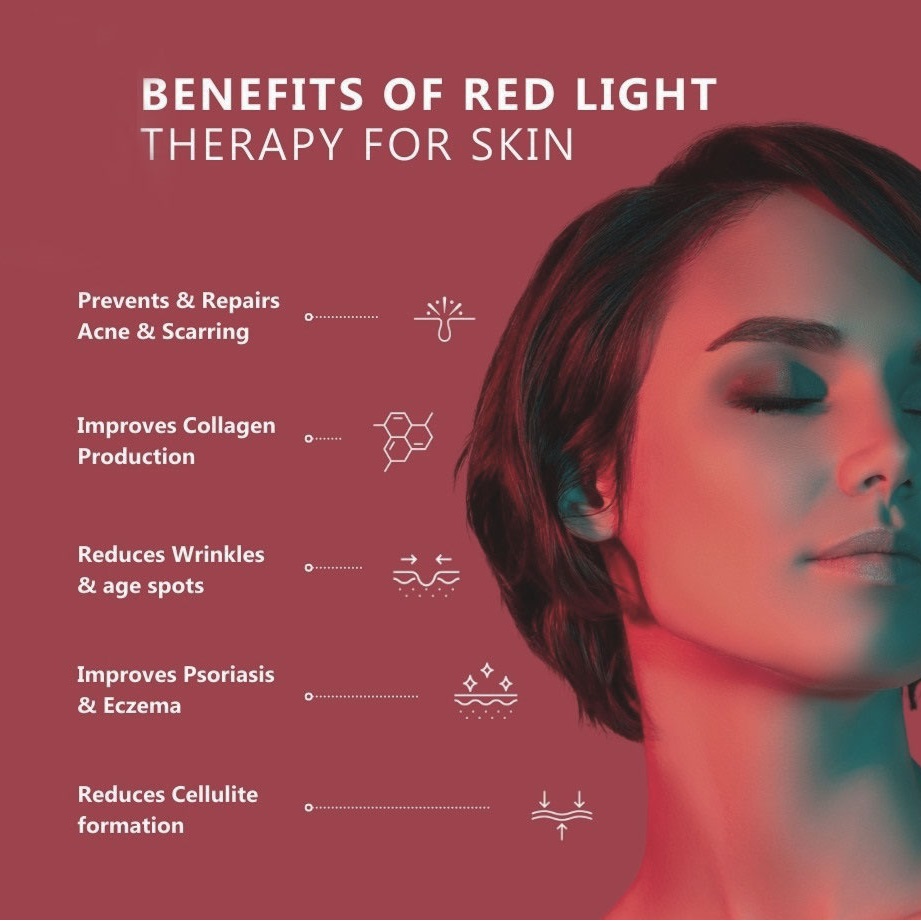 BENEFITS OF RED LIGHT
THERAPY FOR SKIN
Prevents & Repairs
Acne & Scarring
Improves Collagen
Production
Reduces Wrinkles
& age spots
Improves Psoriasis
& Eczema
Reduces Cellulite
formation